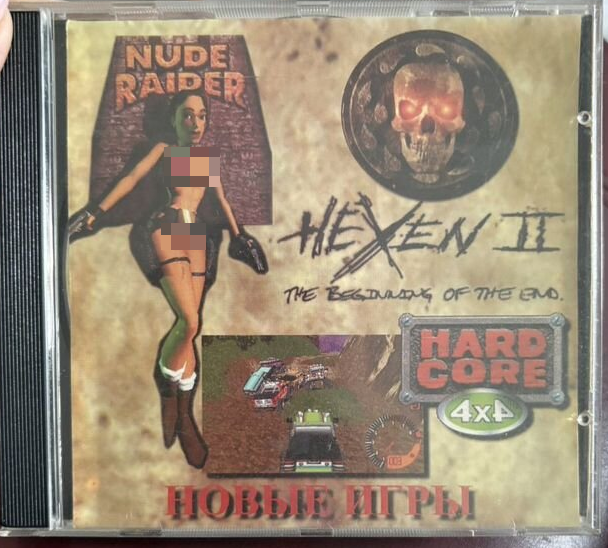 NUDE
RAIDER
HEXEN II
THE BEGINNING OF THE END.
HARD
CORE
4x4
НОВЫЕ ИГРЫ